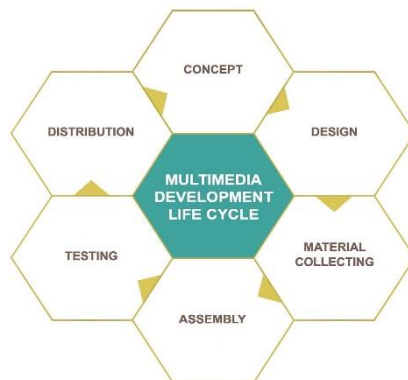 CONCEPT
DISTRIBUTION
DESIGN
MULTIMEDIA
DEVELOPMENT
LIFE CYCLE
TESTING
MATERIAL
COLLECTING
ASSEMBLY